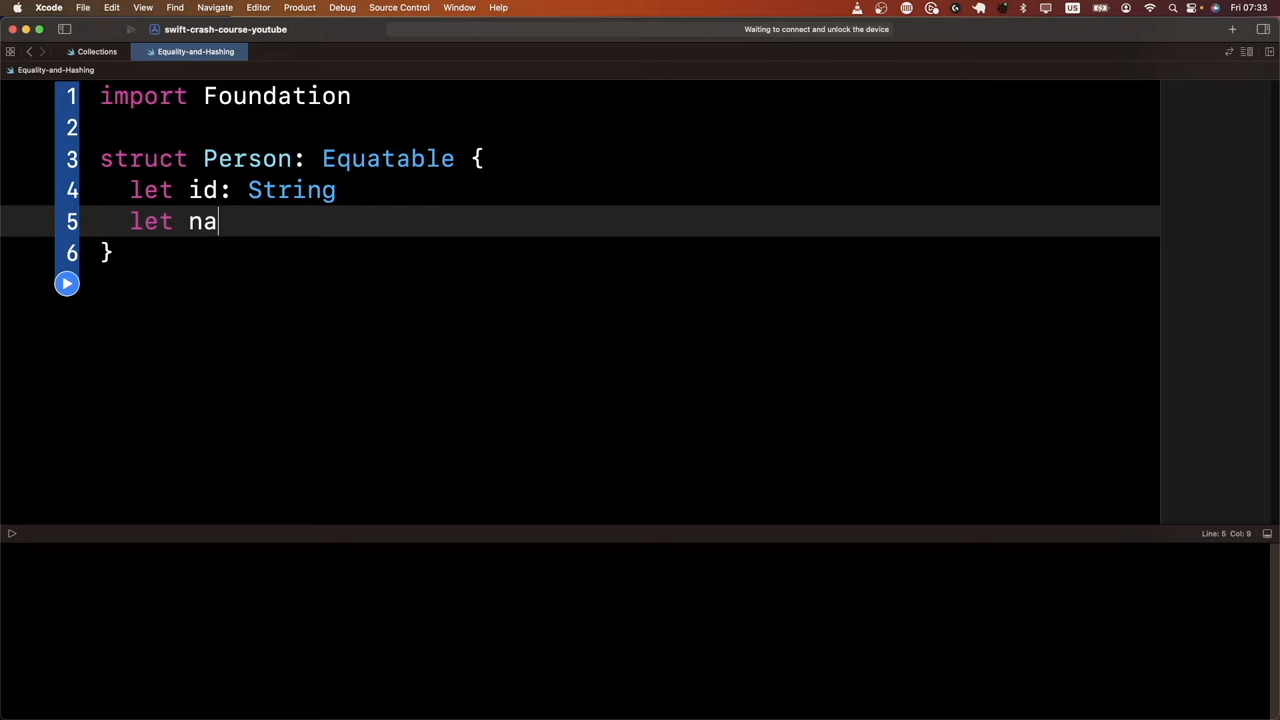 Xcode File Edit View Find Navigate Editor Product Debug Source Control Window Help US Fri 07:33
swift-crash-course-youtube Waiting to connect and unlock the device
Collections Equality-and-Hashing
Equality-and-Hashing
1 import Foundation
2
3 struct Person: Equatable {
4 let id: String
5 let na
6 }
Line: 5 Col: 9